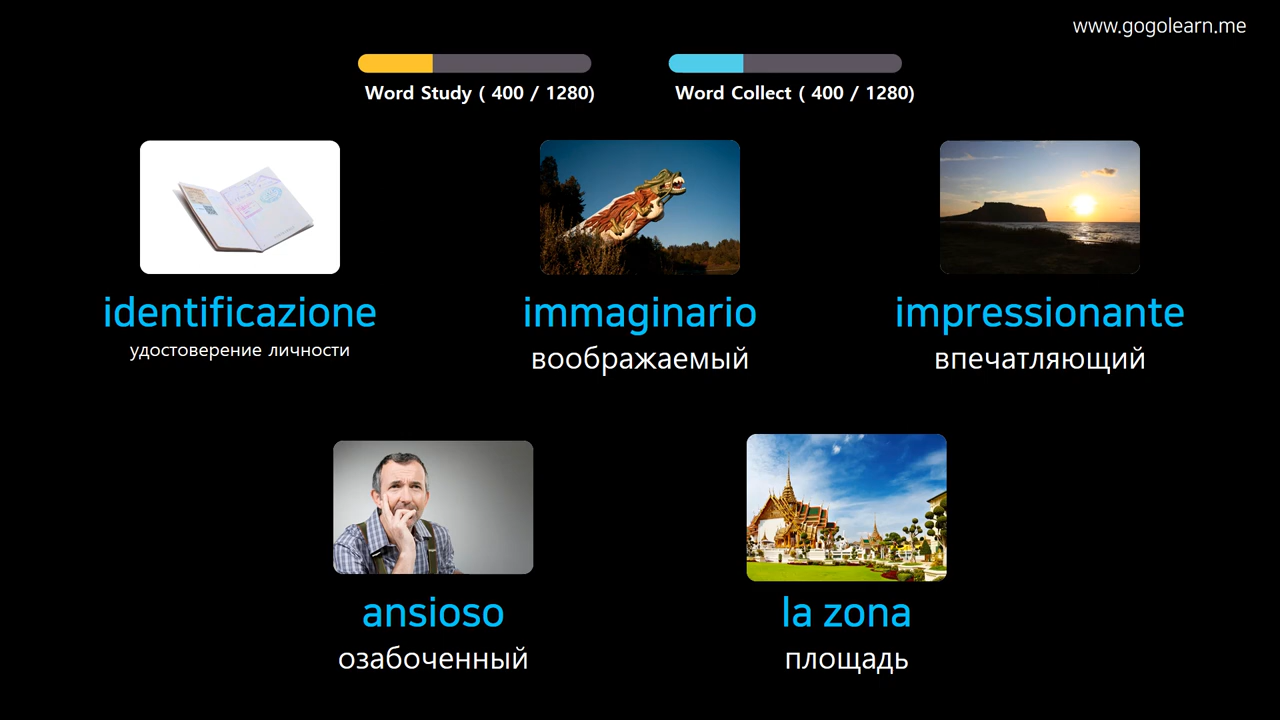 www.gogolearn.me
Word Study ( 400 / 1280)
Word Collect ( 400 / 1280)
identificazione
удостоверение личности
immaginario
воображаемый
impressionante
впечатляющий
ansioso
озабоченный
la zona
площадь